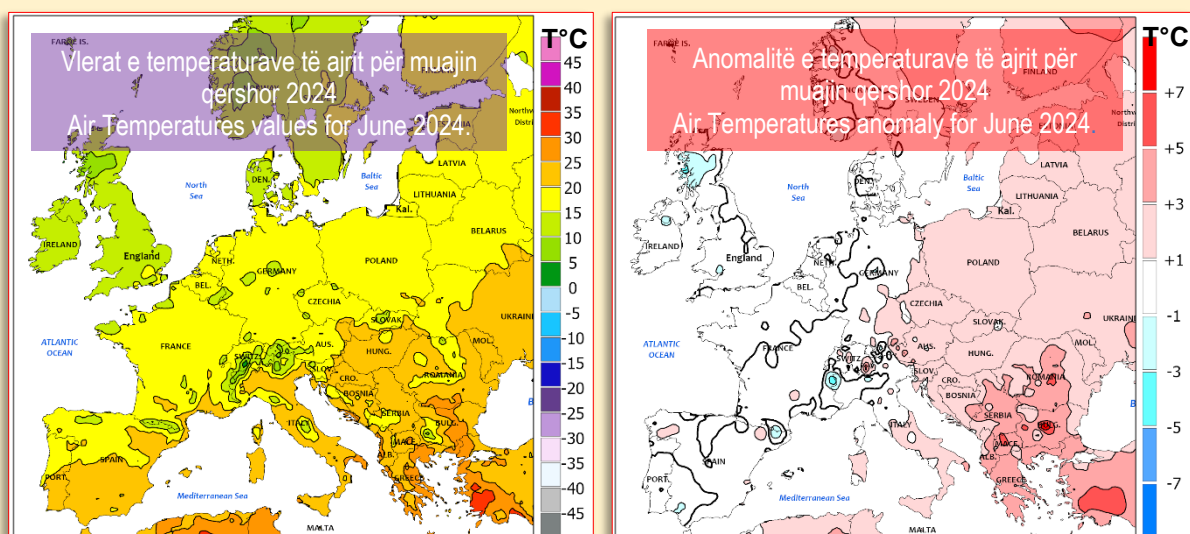 T°C
Vlerat e temperaturave të ajrit për muajin
qershor 2024
Air Temperatures values for June 2024.
FAROE IS.
LATVIA
LITHUANIA
Kal.
BELARUS
DEN.
North
Sea
Baltic
Sea
IRELAND
England
NETH.
BEL.
GERMANY
POLAND
CZECHIA
SLOVAK.
UKRAINE
ATLANTIC
OCEAN
FRANCE
SWITZ.
AUS.
HUNG.
MOL.
SLOV.
CRO.
ROMANIA
BOSNIA
SERBIA
ITALY
BULG.
MACE.
ALB.
GREECE
PORT.
SPAIN
Mediterranean Sea
MALTA
45
40
35
30
25
20
15
10
5
0
-5
-10
-15
-20
-25
-30
-35
-40
-45
T°C
Anomalitë e temperaturave të ajrit për
muajin qershor 2024
Air Temperatures anomaly for June 2024.
FAROE IS.
FINLAND
SWEDEN
LATVIA
LITHUANIA
Kal.
BELARUS
DEN.
North
Sea
Baltic
Sea
IRELAND
England
NETH.
BEL.
GERMANY
POLAND
CZECHIA
SLOVAK.
UKRAINE
ATLANTIC
OCEAN
FRANCE
SWITZ.
AUS.
HUNG.
MOL.
SLOV.
CRO.
ROMANIA
BOSNIA
SERBIA
ITALY
BULG.
MACE.
ALB.
GREECE
PORT.
SPAIN
Mediterranean Sea
MALTA
+7
+5
+3
+1
-1
-3
-5
-7